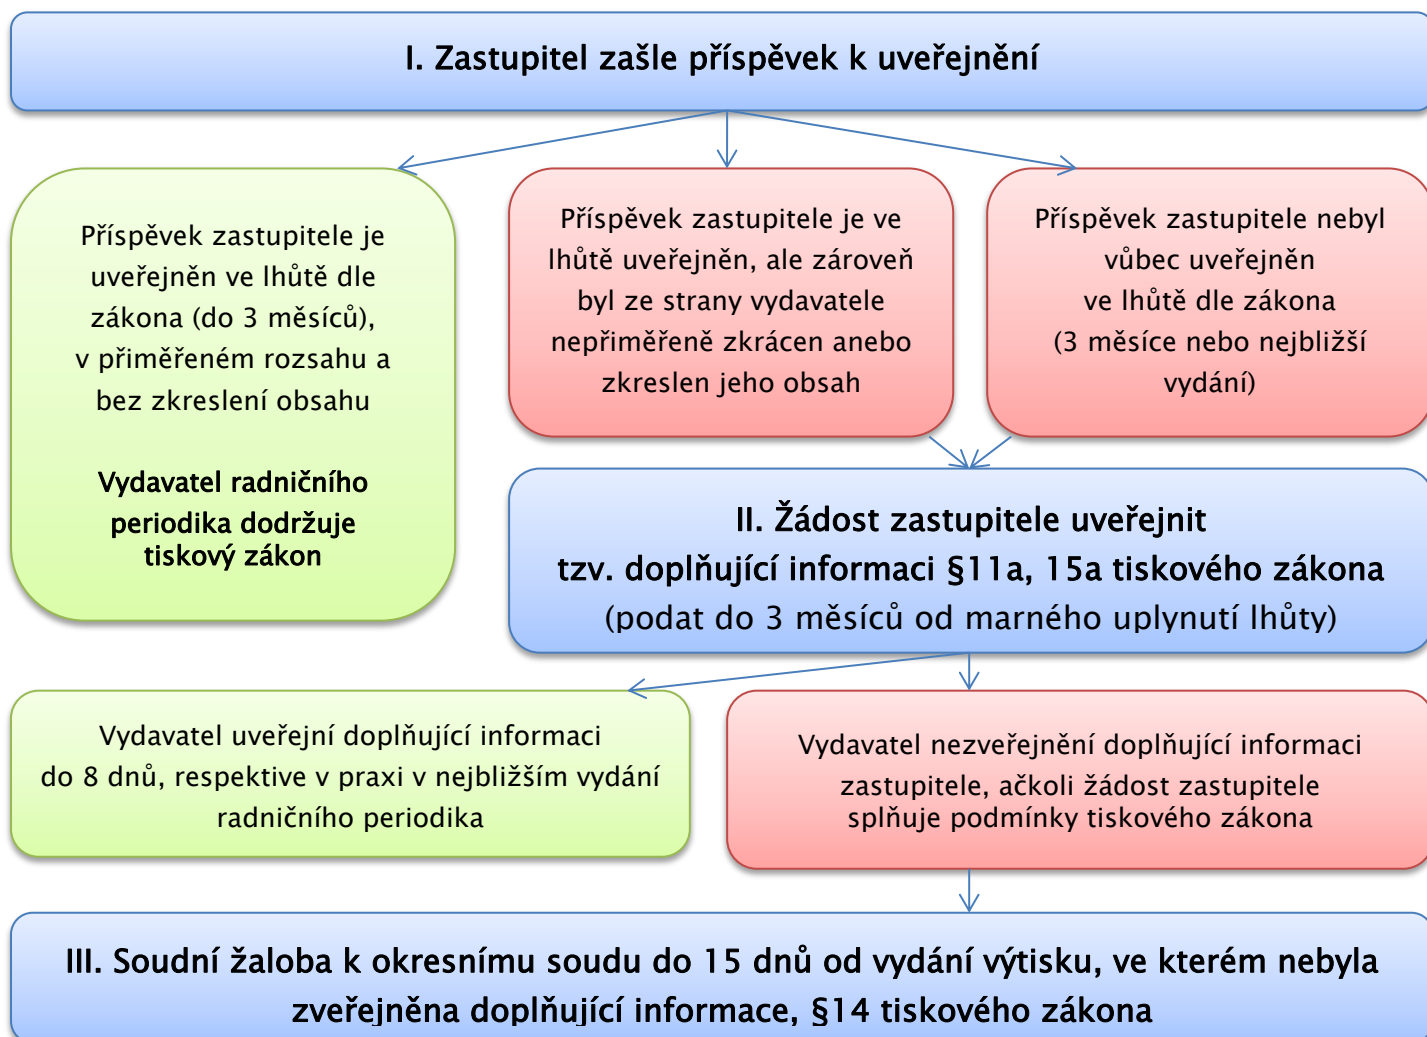 I. Zastupitel zašle příspěvek k uveřejnění
Příspěvek zastupitele je
uveřejněn ve lhůtě dle
zákona (do 3 měsíců),
v přiměřeném rozsahu a
bez zkreslení obsahu
Vydavatel radničního
periodika dodržuje
tiskový zákon
Příspěvek zastupitele je ve
lhůtě uveřejněn, ale zároveň
byl ze strany vydavatele
nepřiměřeně zkrácen anebo
zkreslen jeho obsah
Příspěvek zastupitele nebyl
vůbec uveřejněn
ve lhůtě dle zákona
(3 měsíce nebo nejbližší
vydání)
II. Žádost zastupitele uveřejnit
tzv. doplňující informaci §11a, 15a tiskového zákona
(podat do 3 měsíců od marného uplynutí lhůty)
Vydavatel uveřejní doplňující informaci
do 8 dnů, respektive v praxi v nejbližším vydání
radničního periodika
Vydavatel nezveřejnění doplňující informaci
zastupitele, ačkoli žádost zastupitele
splňuje podmínky tiskového zákona
III. Soudní žaloba k okresnímu soudu do 15 dnů od vydání výtisku, ve kterém nebyla
zveřejněna doplňující informace, §14 tiskového zákona